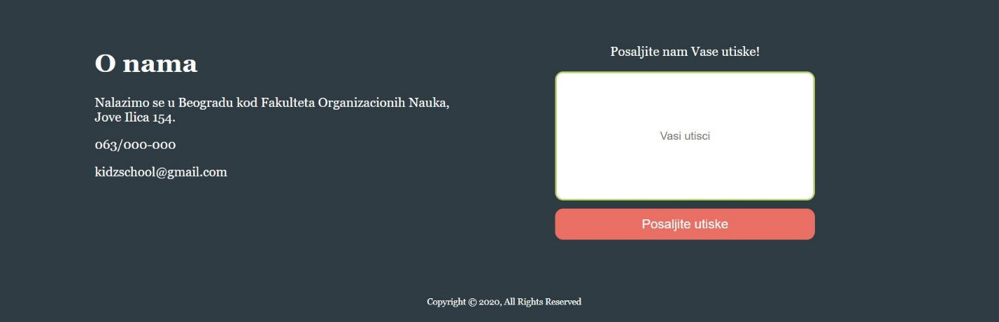 O nama
Nalazimo se u Beogradu kod Fakulteta Organizacionih Nauka,
Jove Ilica 154.
063/000-000
kidzschool@gmail.com
Posaljite nam Vase utiske!
Vasi utisci
Posaljite utiske
Copyright © 2020, All Rights Reserved